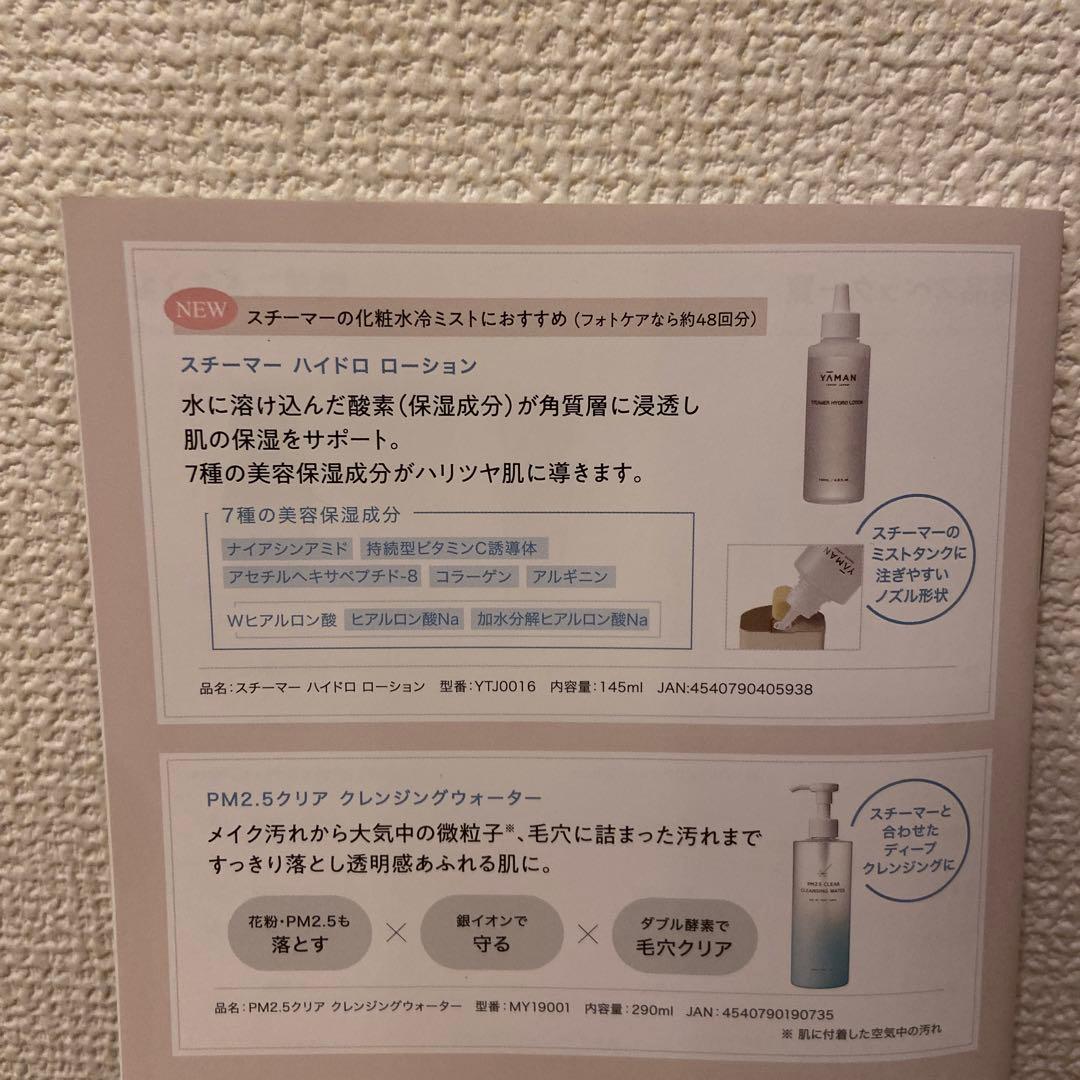 NEW
スチーマーの化粧水冷ミストにおすすめ（フォトケアなら約48回分）
スチーマー ハイドロ ローション
水に溶け込んだ酸素（保湿成分）が角質層に浸透し
肌の保湿をサポート。
7種の美容保湿成分がハリツヤ肌に導きます。
7種の美容保湿成分
ナイアシンアミド 持続型ビタミンC誘導体
アセチルヘキサペプチド-8 コラーゲン アルギニン
Wヒアルロン酸 ヒアルロン酸Na 加水分解ヒアルロン酸Na
YAMAN
STEAMER HYDRO LOTION
YAMAN
スチーマーの
ミストタンクに
注ぎやすい
ノズル形状
品名：スチーマー ハイドロ ローション 型番：YTJ0016 内容量：145ml JAN:4540790405938
PM2.5クリア クレンジングウォーター
メイク汚れから大気中の微粒子※、毛穴に詰まった汚れまで
すっきり落とし透明感あふれる肌に。
花粉・PM2.5も
落とす
×
銀イオンで
守る
×
ダブル酵素で
毛穴クリア
PM2.5 CLEAR
CLEANSING WATER
スチーマーと
合わせた
ディープ
クレンジングに
品名：PM2.5クリア クレンジングウォーター 型番：MY19001 内容量：290ml JAN：4540790190735
※ 肌に付着した空気中の汚れ